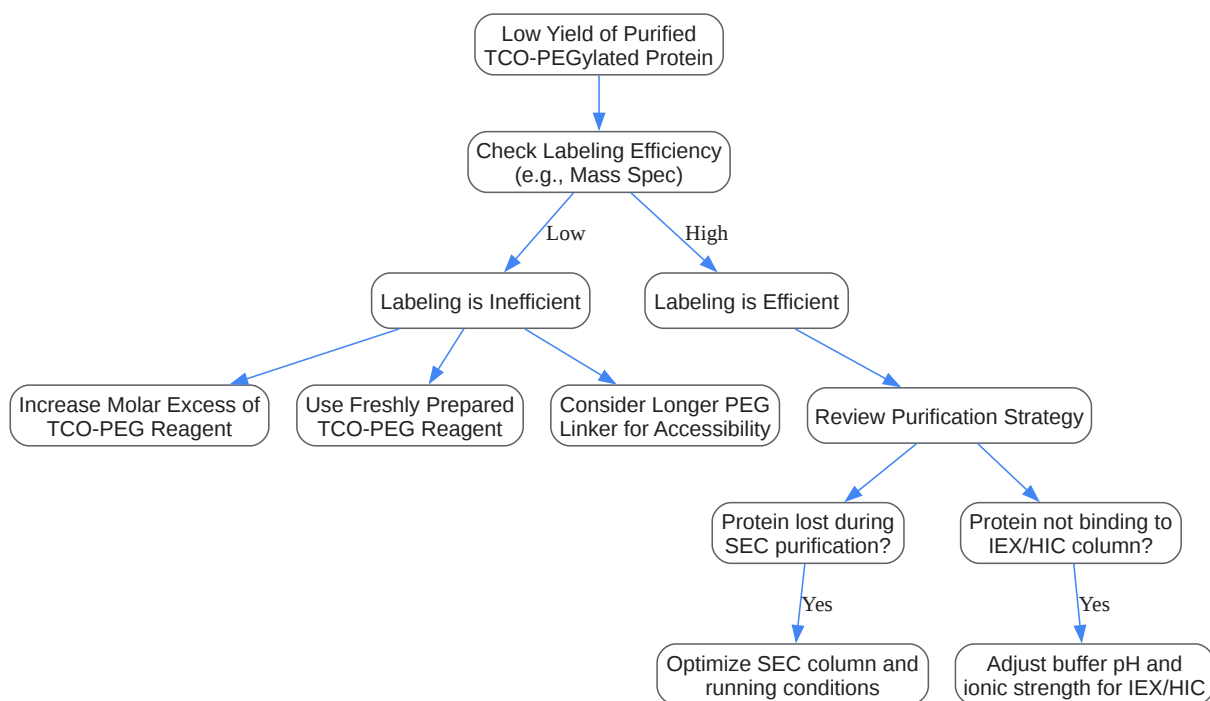 Low Yield of Purified
TCO-PEGylated Protein
Check Labeling Efficiency
(e.g., Mass Spec)
Low
High
Labeling is Inefficient
Labeling is Efficient
Increase Molar Excess of
TCO-PEG Reagent
Use Freshly Prepared
TCO-PEG Reagent
Consider Longer PEG
Linker for Accessibility
Review Purification Strategy
Protein lost during
SEC purification?
Protein not binding to
IEX/HIC column?
Yes
Yes
Optimize SEC column and
running conditions
Adjust buffer pH and
ionic strength for IEX/HIC